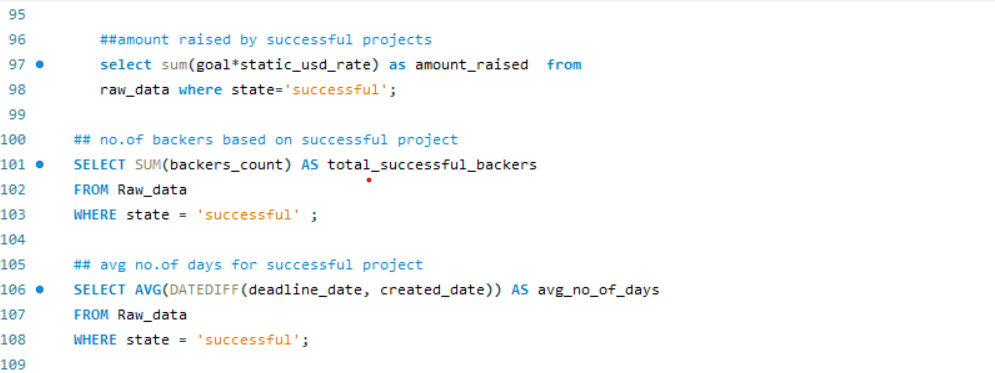 95
96 ##amount raised by successful projects
97 select sum(goal*static_usd_rate) as amount_raised  from
98 raw_data where state='successful';
99
100 ## no.of backers based on successful project
101 SELECT SUM(backers_count) AS total_successful_backers
102 FROM Raw_data
103 WHERE state = 'successful' ;
104
105 ## avg no.of days for successful project
106 SELECT AVG(DATEDIFF(deadline_date, created_date)) AS avg_no_of_days
107 FROM Raw_data
108 WHERE state = 'successful';
109